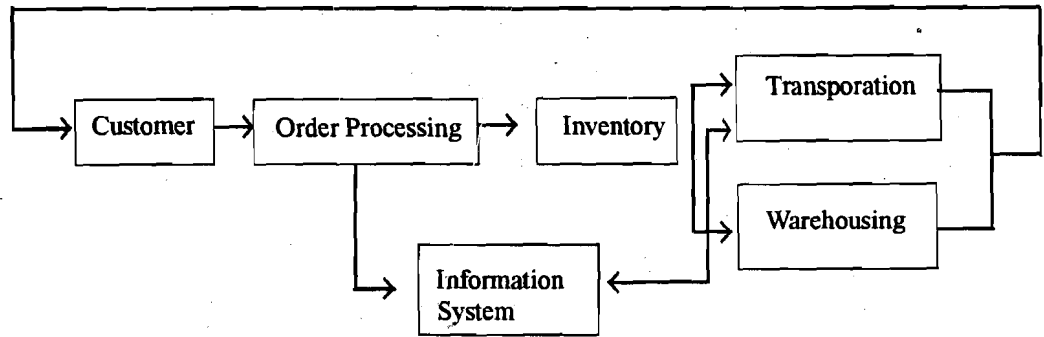 Transporation
Customer
Order Processing
Inventory
Warehousing
Information
System